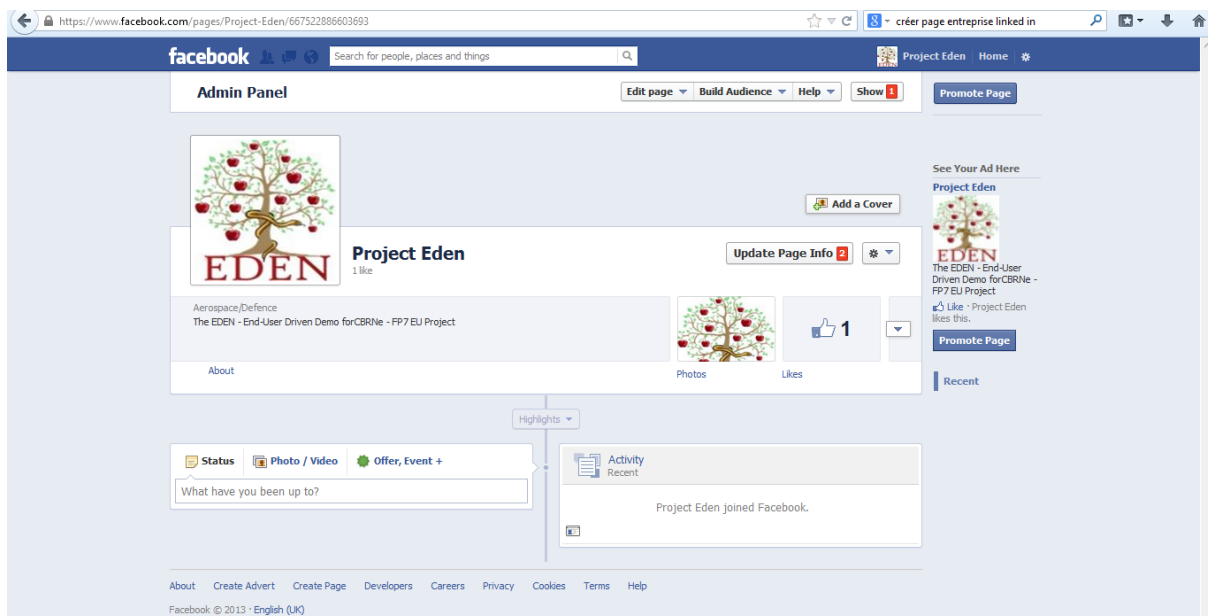 https://www.facebook.com/pages/Project-Eden/667522886603693
créer page entreprise linked in
facebook
Search for people, places and things
Project Eden
Home
Admin Panel
Edit page
Build Audience
Help
Show 1
Promote Page
EDEN
Project Eden
1 like
Add a Cover
Update Page Info 2
Aerospace/Defence
The EDEN - End-User Driven Demo forCBRNe - FP7 EU Project
About
Photos
1
Likes
See Your Ad Here
Project Eden
EDEN
The EDEN - End-User
Driven Demo forCBRNe -
FP7 EU Project
Like · Project Eden
likes this.
Promote Page
Recent
Highlights
Status
Photo / Video
Offer, Event +
What have you been up to?
Activity
Recent
Project Eden joined Facebook.
About Create Advert Create Page Developers Careers Privacy Cookies Terms Help
Facebook © 2013 · English (UK)